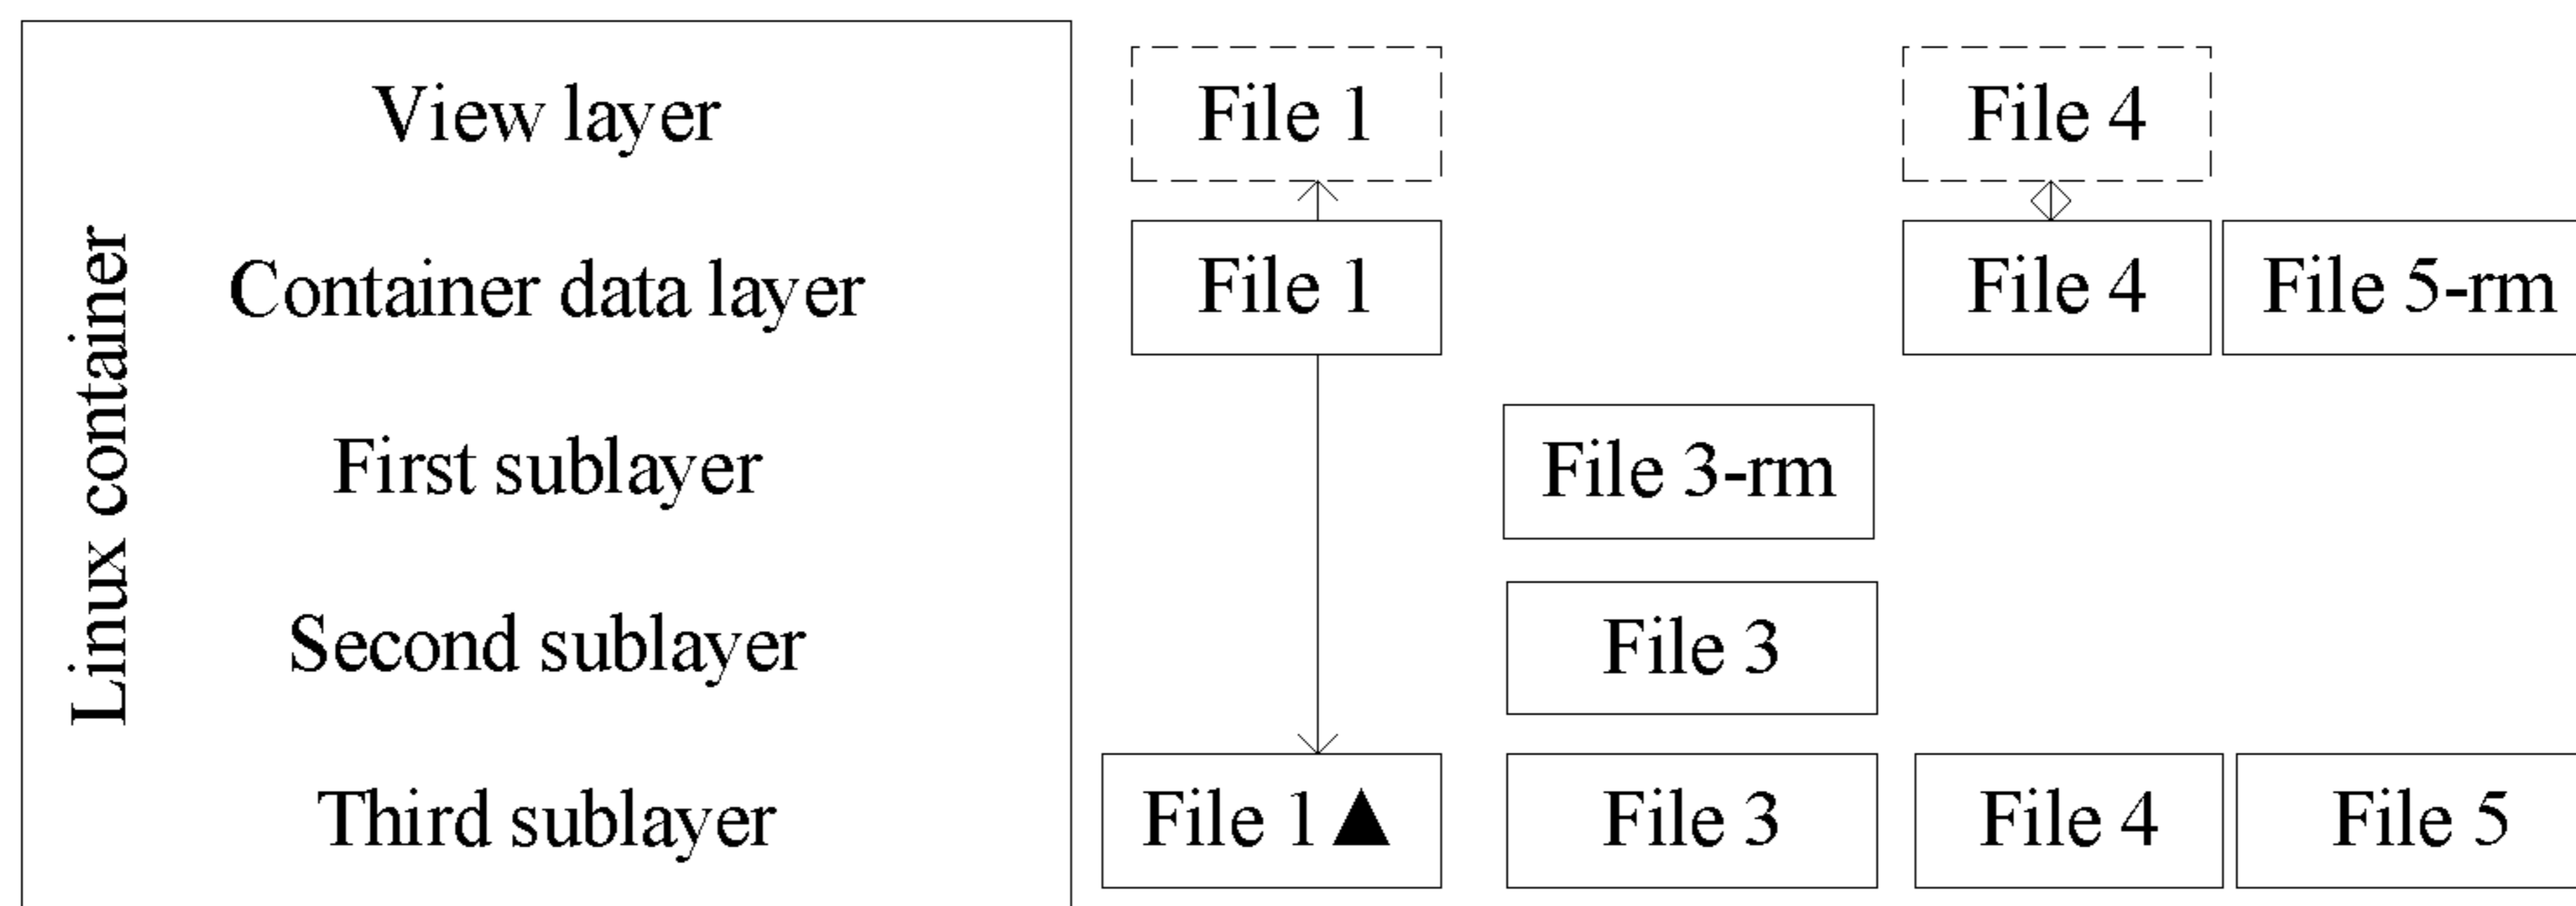 View layer
File 1
File 4
Linux container
Container data layer
File 1
File 4
File 5-rm
First sublayer
File 3-rm
Second sublayer
File 3
Third sublayer
File 1▲
File 3
File 4
File 5